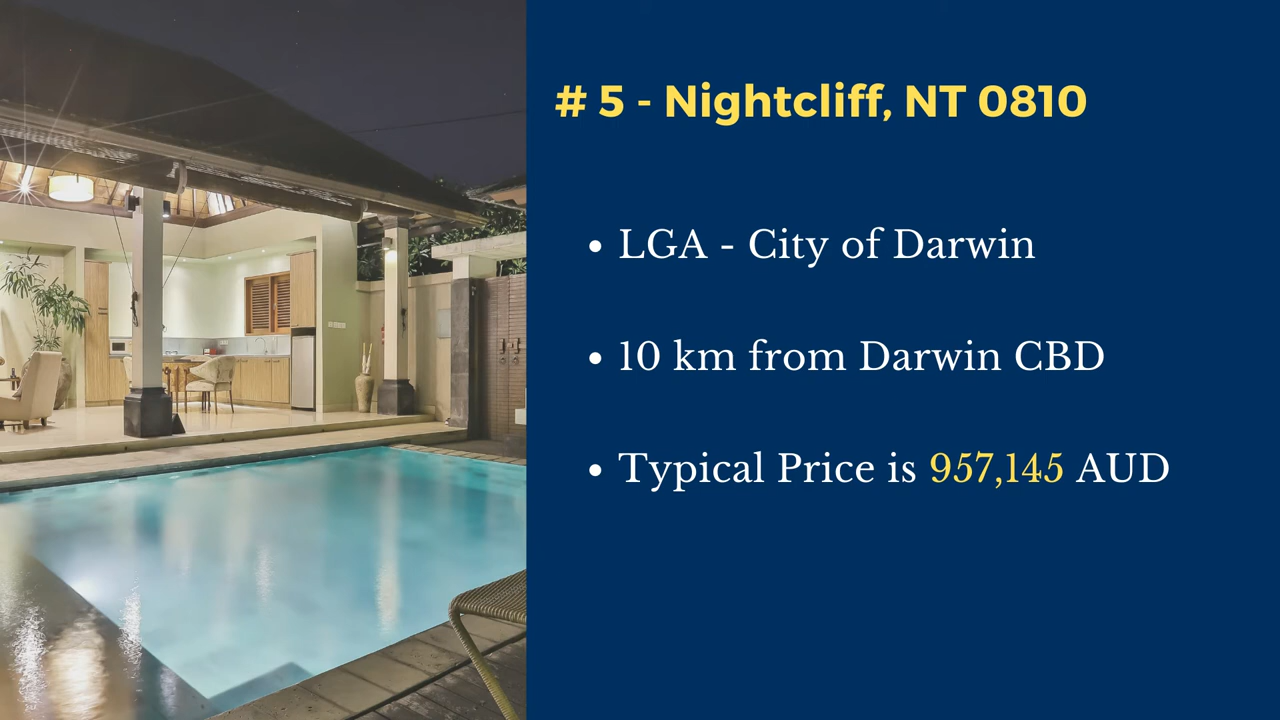 # 5 - Nightcliff, NT 0810
• LGA - City of Darwin
• 10 km from Darwin CBD
• Typical Price is 957,145 AUD